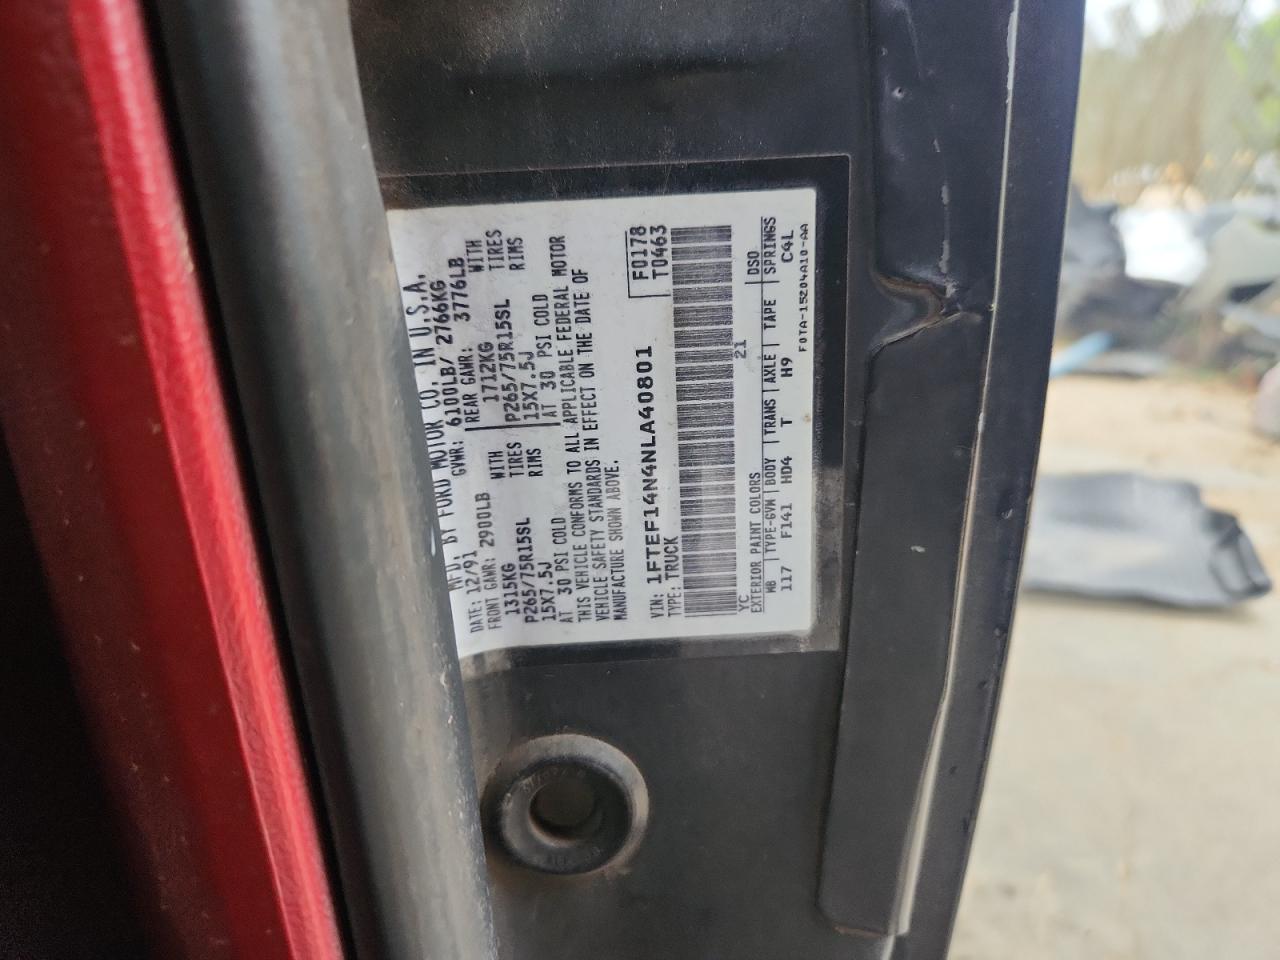 MFD. BY FORD MOTOR CO. IN U.S.A.
DATE: 12/91 GVWR: 6100LB/ 2766KG
FRONT GAWR: 2900LB REAR GAWR: 3776LB
1315KG WITH 1712KG WITH
P265/75R15SL TIRES P265/75R15SL TIRES
15X7.5J RIMS 15X7.5J RIMS
AT 30 PSI COLD AT 30 PSI COLD
THIS VEHICLE CONFORMS TO ALL APPLICABLE FEDERAL MOTOR
VEHICLE SAFETY STANDARDS IN EFFECT ON THE DATE OF
MANUFACTURE SHOWN ABOVE.
F0178
VIN: 1FTEF14N4NLA40801 T0463
TYPE: TRUCK
YC 21
EXTERIOR PAINT COLORS DSO
WB TYPE-GVW BODY TRANS AXLE TAPE SPRINGS
117 F141 HD4 T H9 C4L
F0TA-15204A10-AA